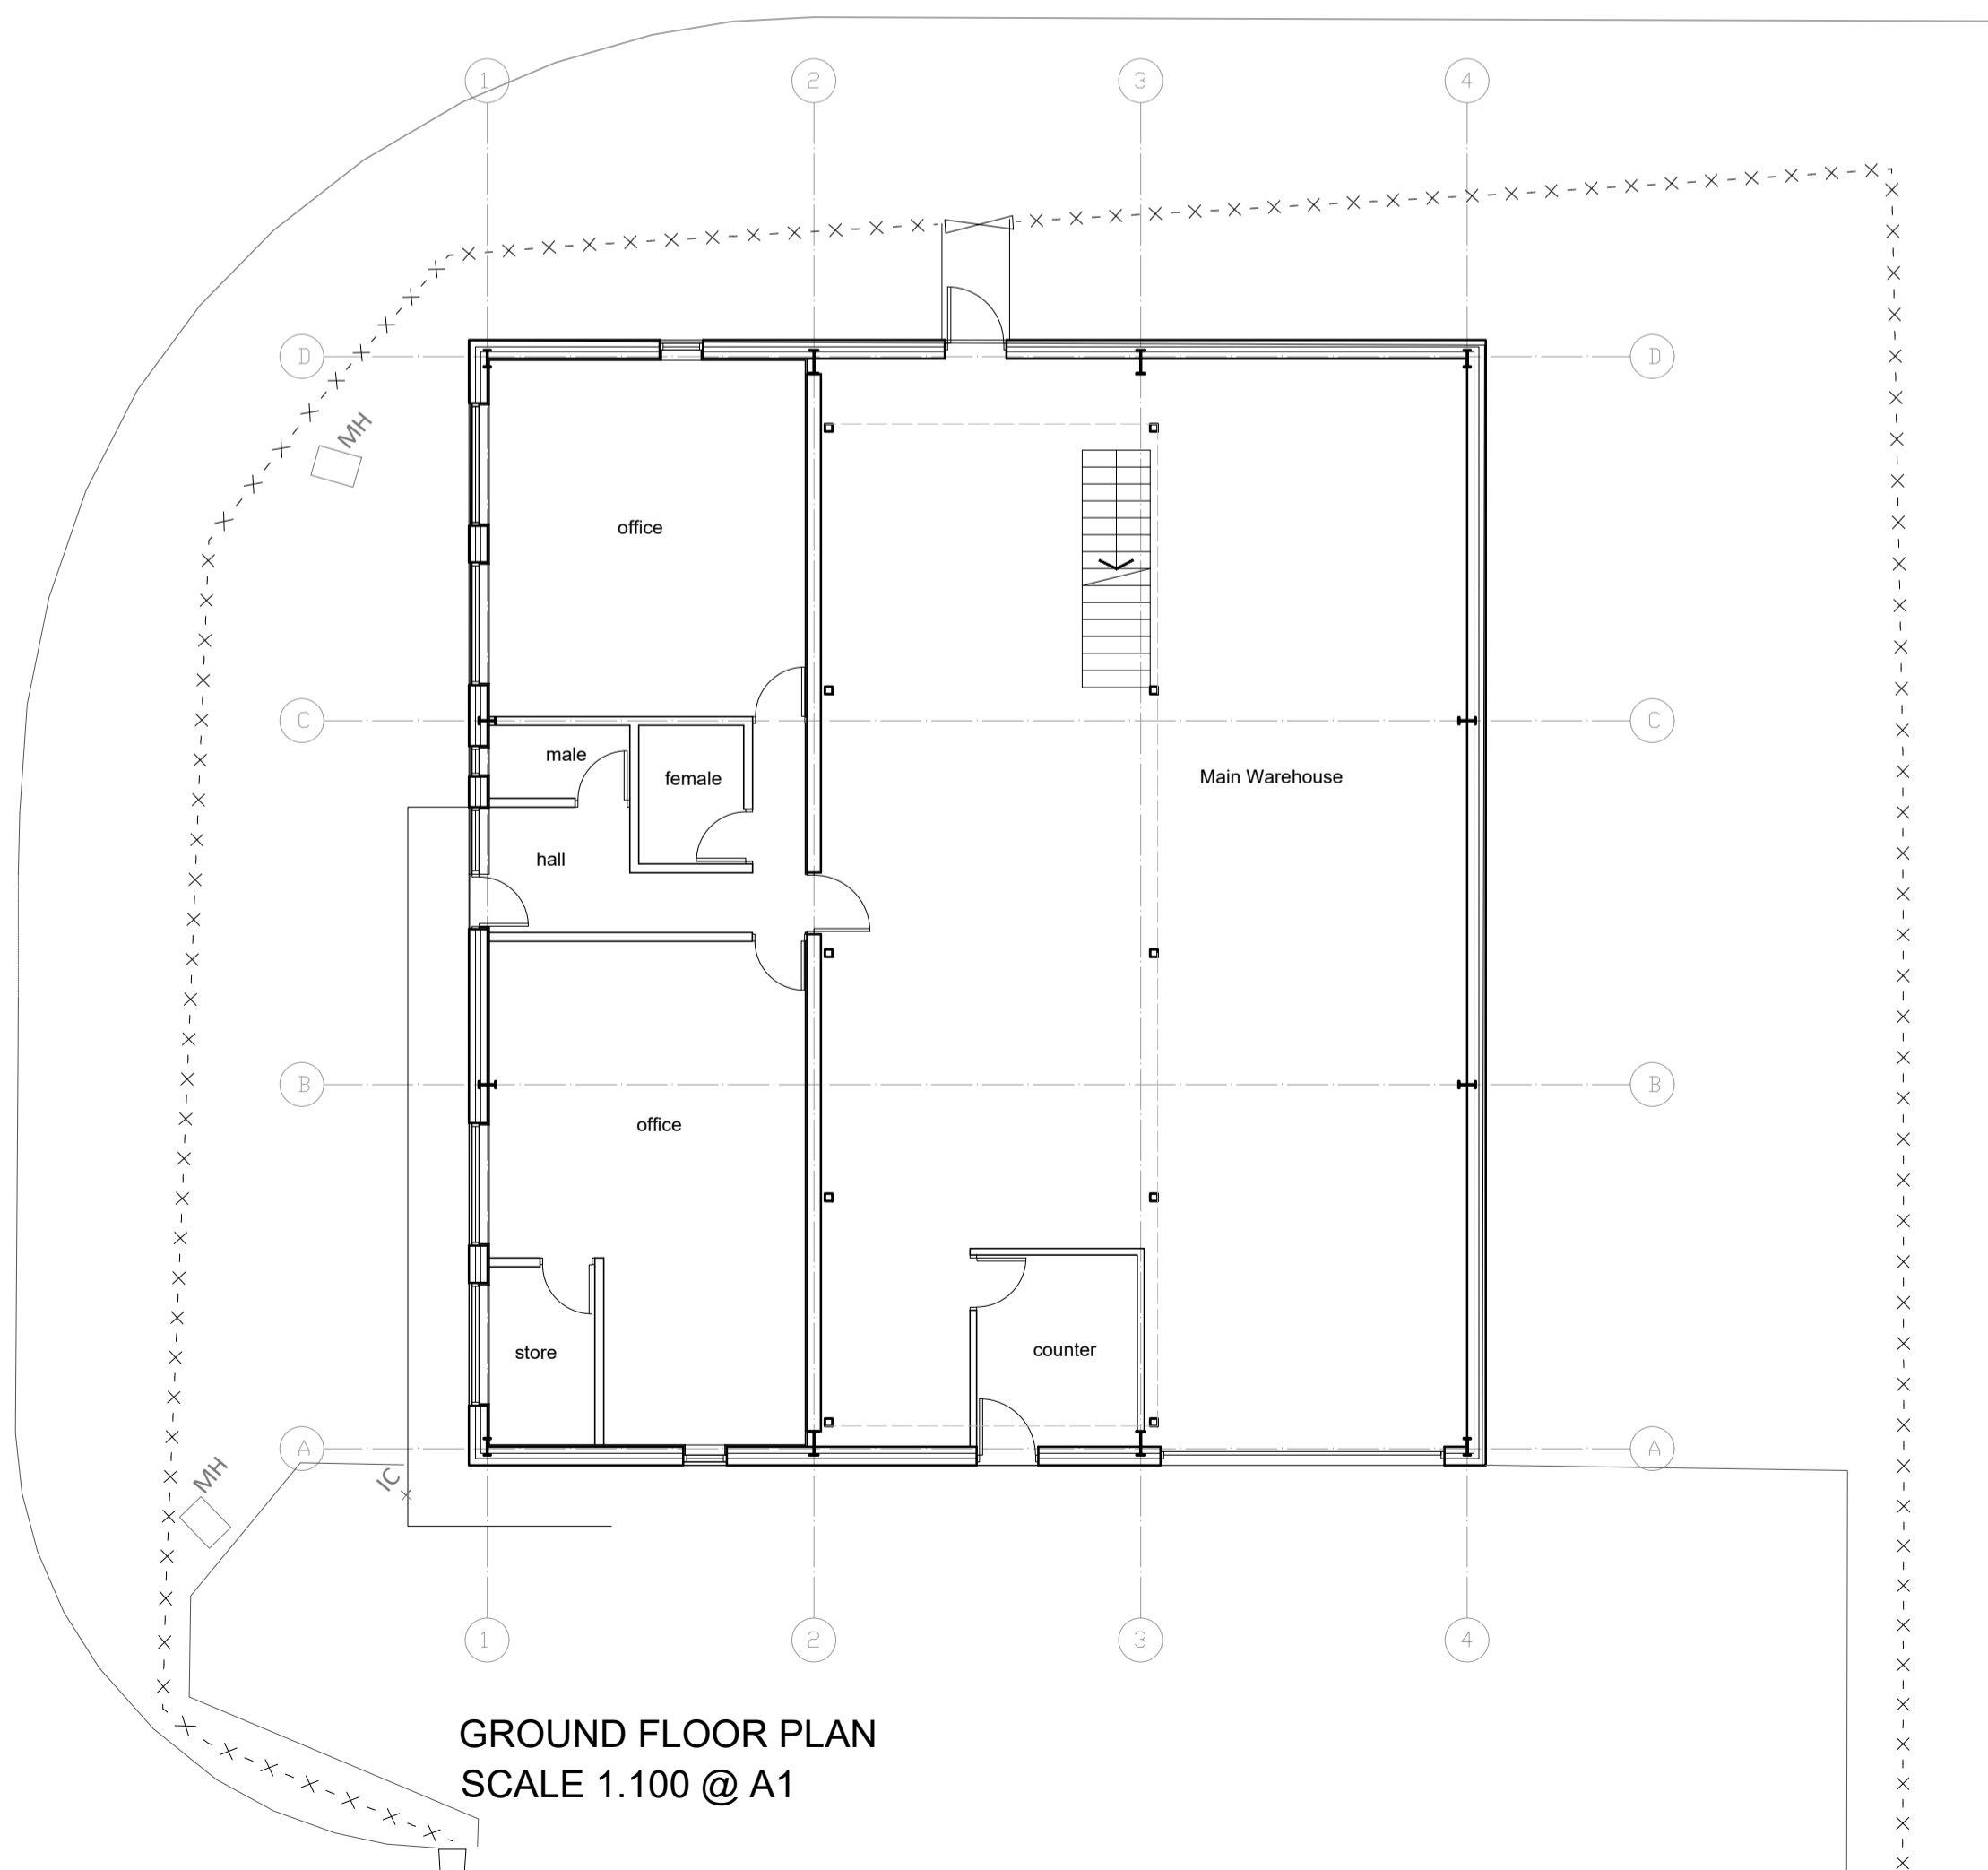 1 2 3 4
D D
MH
office
C C
male
female
Main Warehouse
hall
B B
office
counter
store
A A
MH
IC
1 2 3 4
GROUND FLOOR PLAN
SCALE 1.100 @ A1